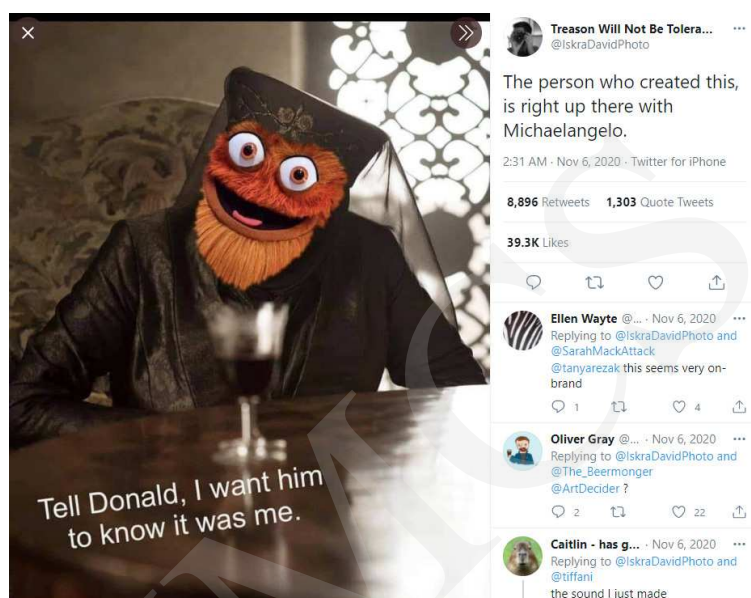 Treason Will Not Be Tolera...
@IskraDavidPhoto
The person who created this,
is right up there with
Michaelangelo.
2:31 AM · Nov 6, 2020 · Twitter for iPhone
8,896 Retweets 1,303 Quote Tweets
39.3K Likes
Ellen Wayte @... · Nov 6, 2020
Replying to @IskraDavidPhoto and
@SarahMackAttack
@tanyarezak this seems very on-
brand
1 4
Oliver Gray @... · Nov 6, 2020
Replying to @IskraDavidPhoto and
@The_Beermonger
@ArtDecider ?
2 22
Caitlin - has g... · Nov 6, 2020
Replying to @IskraDavidPhoto and
@tiffani
the sound I just made
Tell Donald, I want him
to know it was me.
MCS